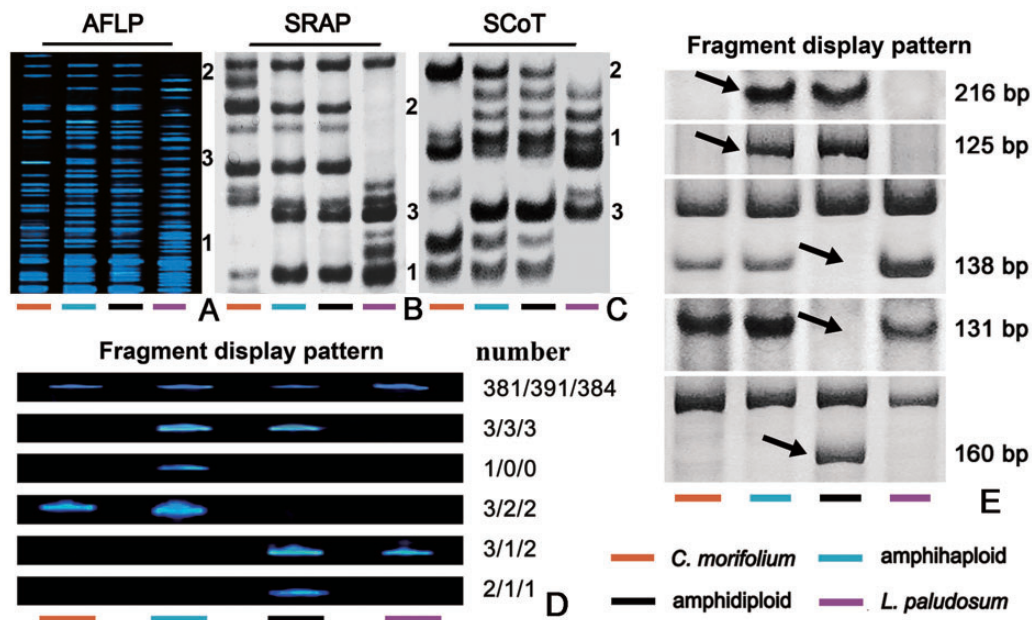 AFLP SRAP SCoT
2
3
1
A
2
3
1
B
2
1
3
C
Fragment display pattern number
381/391/384
3/3/3
1/0/0
3/2/2
3/1/2
2/1/1
D
Fragment display pattern
216 bp
125 bp
138 bp
131 bp
160 bp
E
C. morifolium amphihaploid
amphidiploid L. paludosum